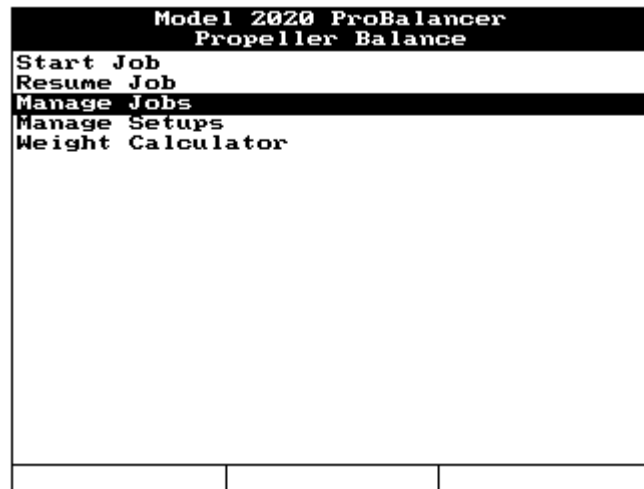 Model 2020 ProBalancer
Propeller Balance
Start Job
Resume Job
Manage Jobs
Manage Setups
Weight Calculator